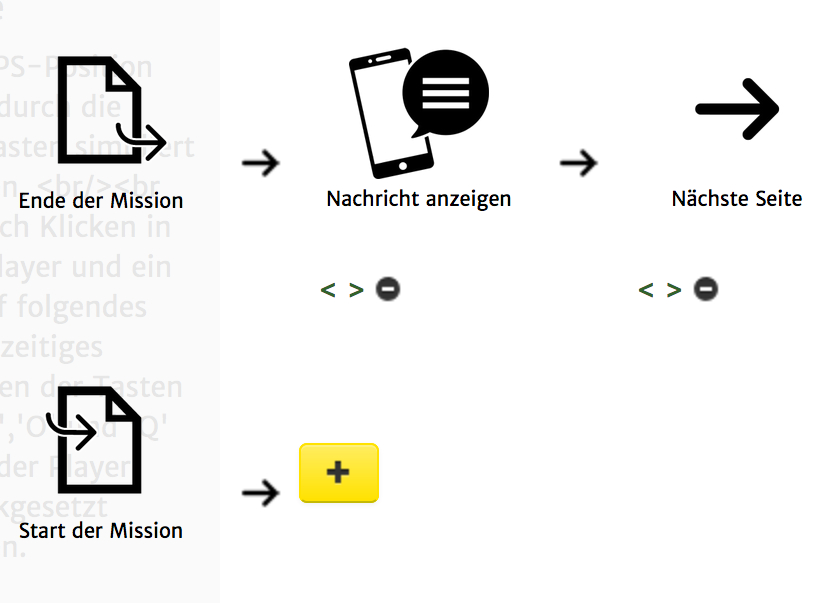 PS-Position
durch die
asten simuliert
n. <br/><br
Ende der Mission
Nachricht anzeigen
Nächste Seite
ch Klicken in
layer und ein
f folgendes
zeitiges
< >
< >
en der Tasten
','O' und 'Q'
der Player
kgesetzt
Start der Mission
n.